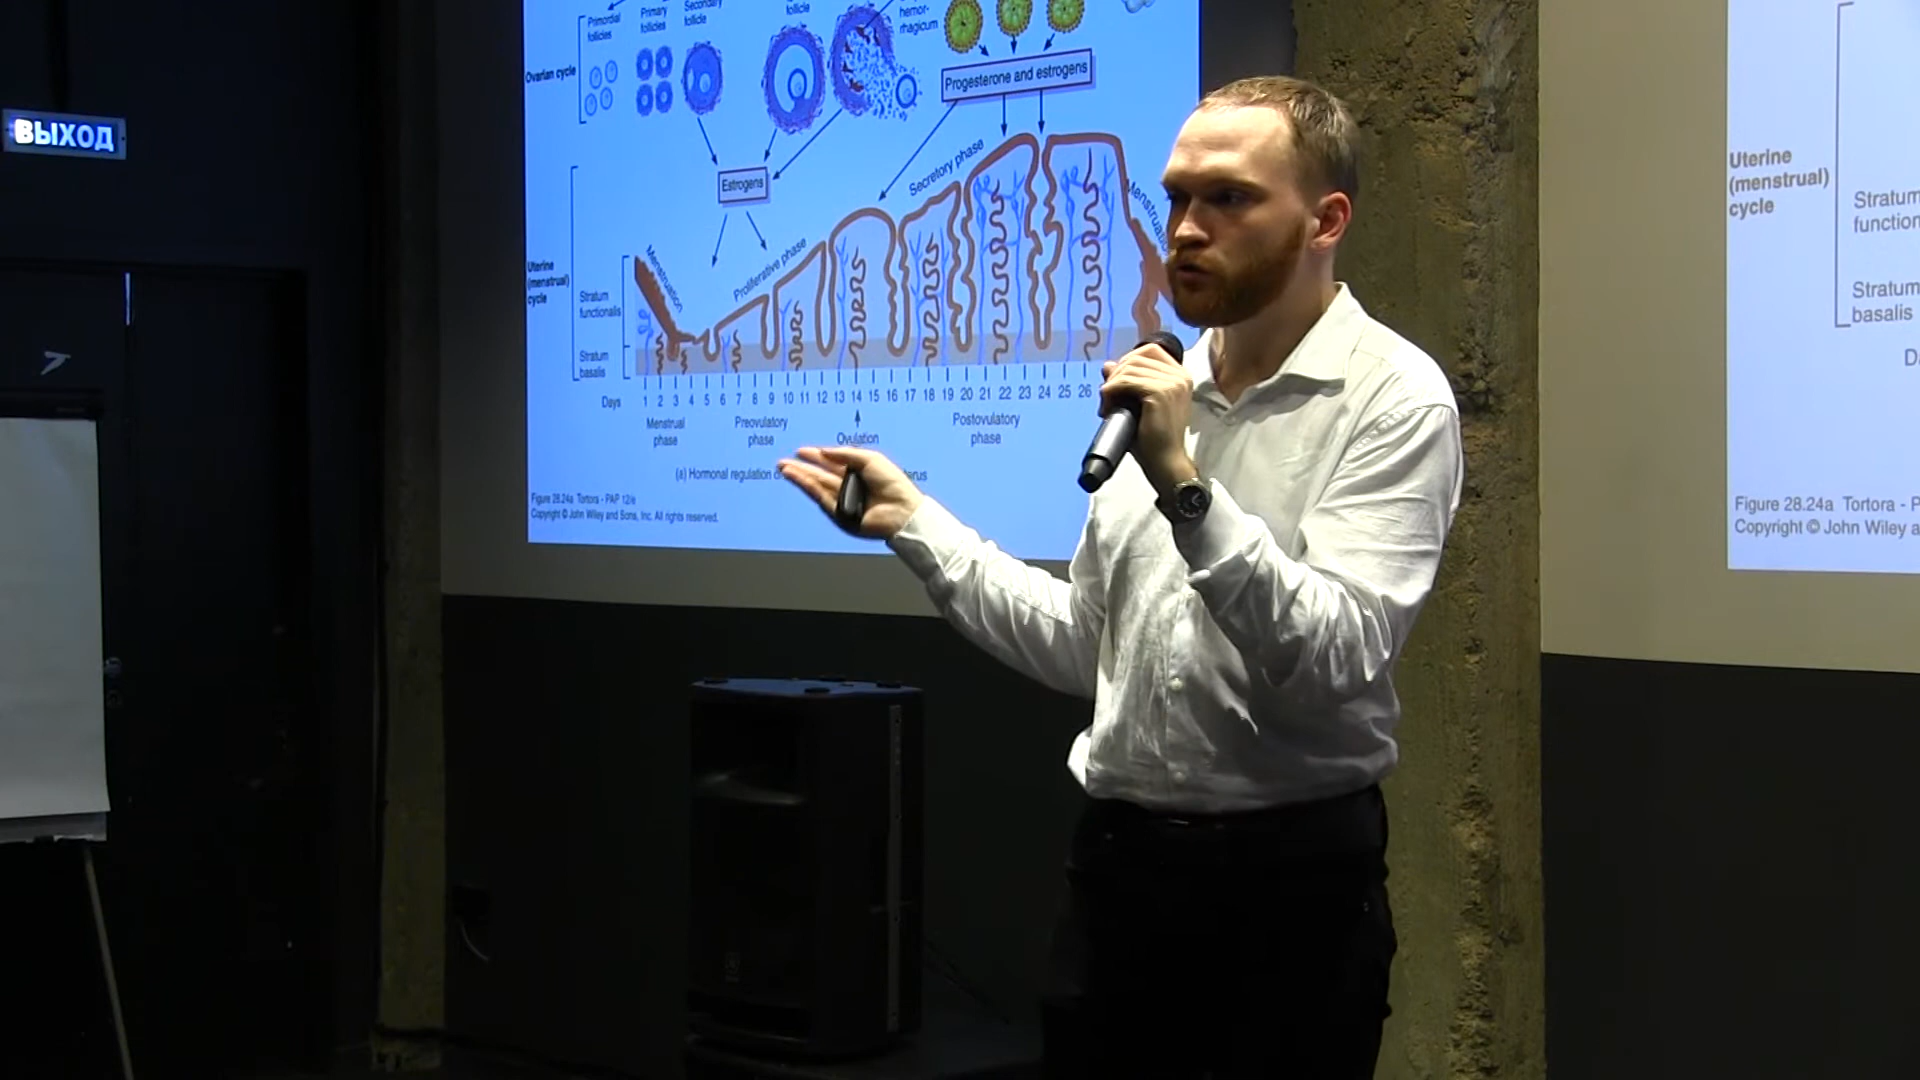 Primordial
follicles
Primary
follicles
Secondary
follicle
follicle
hemor-
rhagicum
Ovarian cycle
Progesterone and estrogens
ВЫХОД
Estrogens
Secretory phase
Menstruation
Proliferative phase
Menstruation
Uterine
(menstrual)
cycle
Stratum
functionalis
Stratum
basalis
Days 1 2 3 4 5 6 7 8 9 10 11 12 13 14 15 16 17 18 19 20 21 22 23 24 25 26
Menstrual
phase
Preovulatory
phase
Ovulation
Postovulatory
phase
(a) Hormonal regulation
Figure 28.24a Tortora - PAP 12/e
Copyright © John Wiley and Sons, Inc. All rights reserved.
Uterine
(menstrual)
cycle
Stratum
function
Stratum
basalis
D
Figure 28.24a Tortora - P
Copyright © John Wiley a